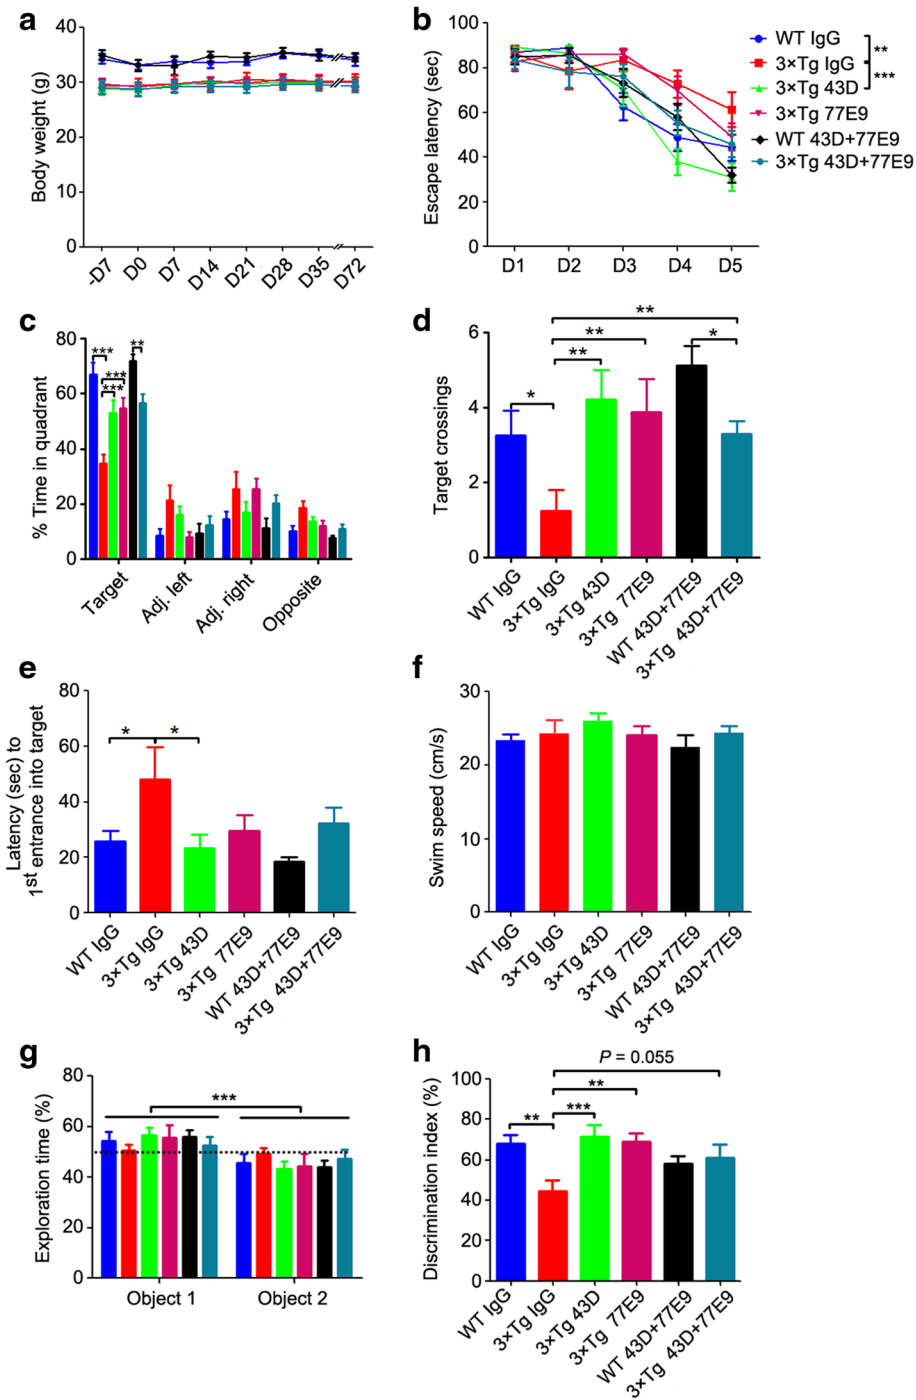 a
Body weight (g)
40
30
20
10
0
-D7 D0 D7 D14 D21 D28 D35 D72
b
Escape latency (sec)
100
80
60
40
20
0
D1 D2 D3 D4 D5
WT IgG
3×Tg IgG
3×Tg 43D
3×Tg 77E9
WT 43D+77E9
3×Tg 43D+77E9
**
***
c
% Time in quadrant
80
60
40
20
0
***
***
***
**
Target Adj. left Adj. right Opposite
d
Target crossings
6
4
2
0
**
**
**
*
*
WT IgG
3×Tg IgG
3×Tg 43D
3×Tg 77E9
WT 43D+77E9
3×Tg 43D+77E9
e
Latency (sec) to
1st entrance into target
80
60
40
20
0
* *
WT IgG
3×Tg IgG
3×Tg 43D
3×Tg 77E9
WT 43D+77E9
3×Tg 43D+77E9
f
Swim speed (cm/s)
30
20
10
0
WT IgG
3×Tg IgG
3×Tg 43D
3×Tg 77E9
WT 43D+77E9
3×Tg 43D+77E9
g
Exploration time (%)
80
60
40
20
0
***
Object 1 Object 2
h
Discrimination index (%)
100
80
60
40
20
0
P = 0.055
**
***
**
WT IgG
3×Tg IgG
3×Tg 43D
3×Tg 77E9
WT 43D+77E9
3×Tg 43D+77E9